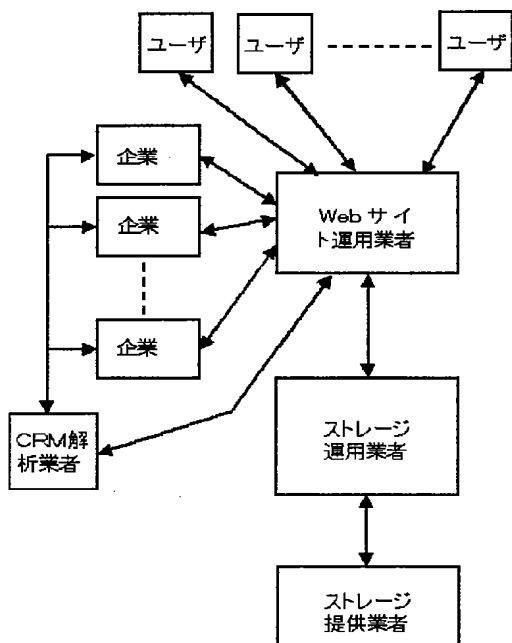 ユーザ
ユーザ
ユーザ
企業
企業
企業
Webサイ
ト運用業者
CRM解
析業者
ストレージ
運用業者
ストレージ
提供業者